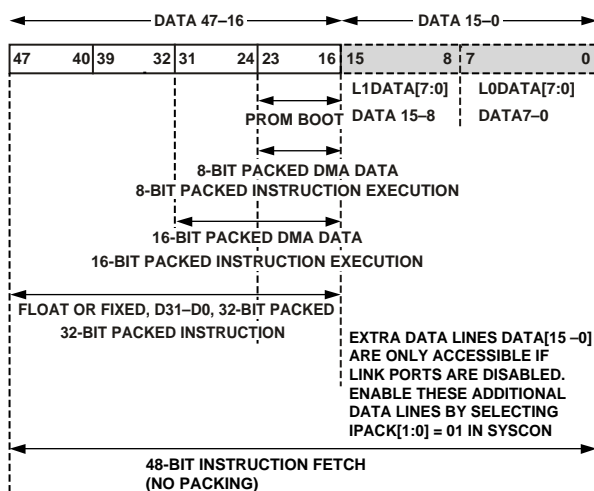 DATA 47–16 DATA 15–0
47 40 39 32 31 24 23 16 15 8 7 0
L1DATA[7:0] L0DATA[7:0]
PROM BOOT DATA 15–8 DATA7–0
8-BIT PACKED DMA DATA
8-BIT PACKED INSTRUCTION EXECUTION
16-BIT PACKED DMA DATA
16-BIT PACKED INSTRUCTION EXECUTION
FLOAT OR FIXED, D31–D0, 32-BIT PACKED
32-BIT PACKED INSTRUCTION
EXTRA DATA LINES DATA[15 –0]
ARE ONLY ACCESSIBLE IF
LINK PORTS ARE DISABLED.
ENABLE THESE ADDITIONAL
DATA LINES BY SELECTING
IPACK[1:0] = 01 IN SYSCON
48-BIT INSTRUCTION FETCH
(NO PACKING)